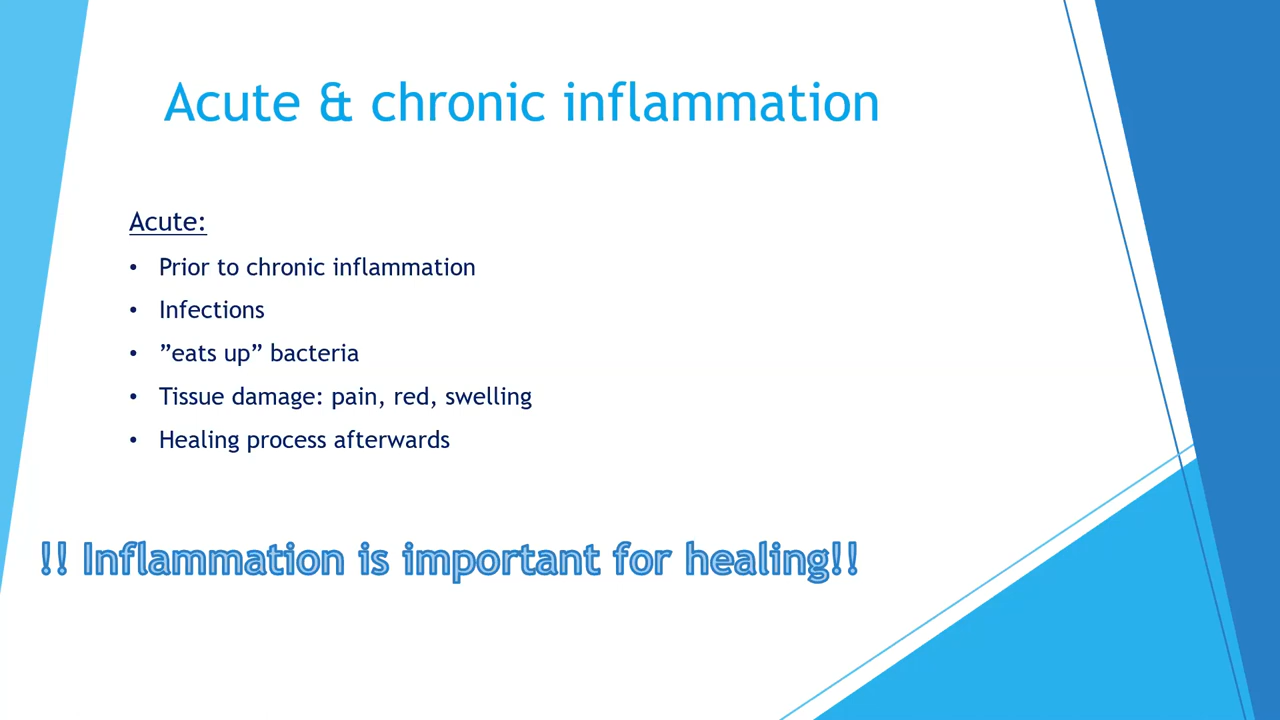 Acute & chronic inflammation
Acute:
• Prior to chronic inflammation
• Infections
• ”eats up” bacteria
• Tissue damage: pain, red, swelling
• Healing process afterwards
!! Inflammation is important for healing!!